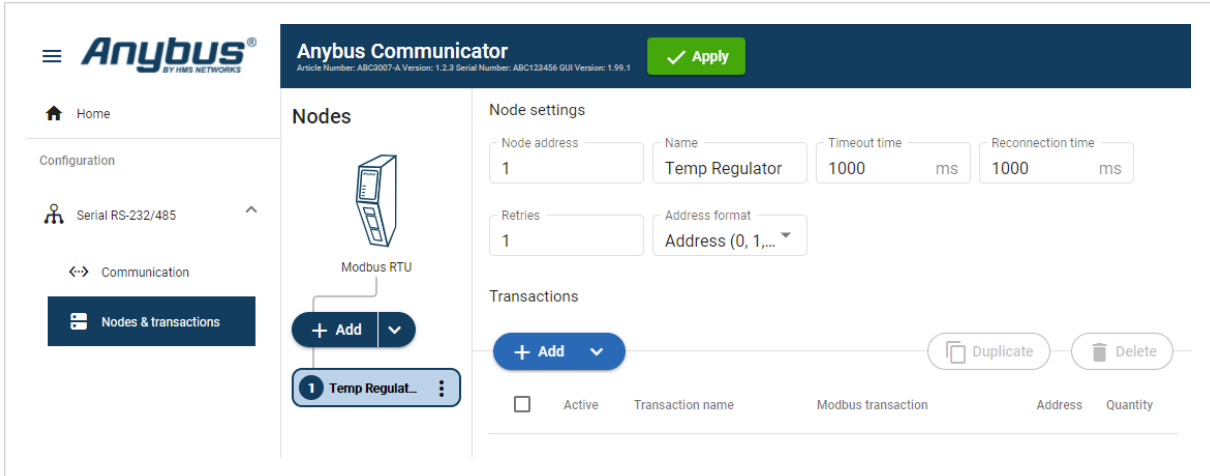 Anybus®
BY HMS NETWORKS
Anybus Communicator
Article Number: ABC3007-A Version: 1.2.3 Serial Number: ABC123456 GUI Version: 1.99.1
Apply
Home
Configuration
Serial RS-232/485
Communication
Nodes & transactions
Nodes
Modbus RTU
+ Add
1 Temp Regulat...
Node settings
Node address
1
Name
Temp Regulator
Timeout time
1000 ms
Reconnection time
1000 ms
Retries
1
Address format
Address (0, 1,...
Transactions
+ Add
Duplicate
Delete
Active Transaction name Modbus transaction Address Quantity